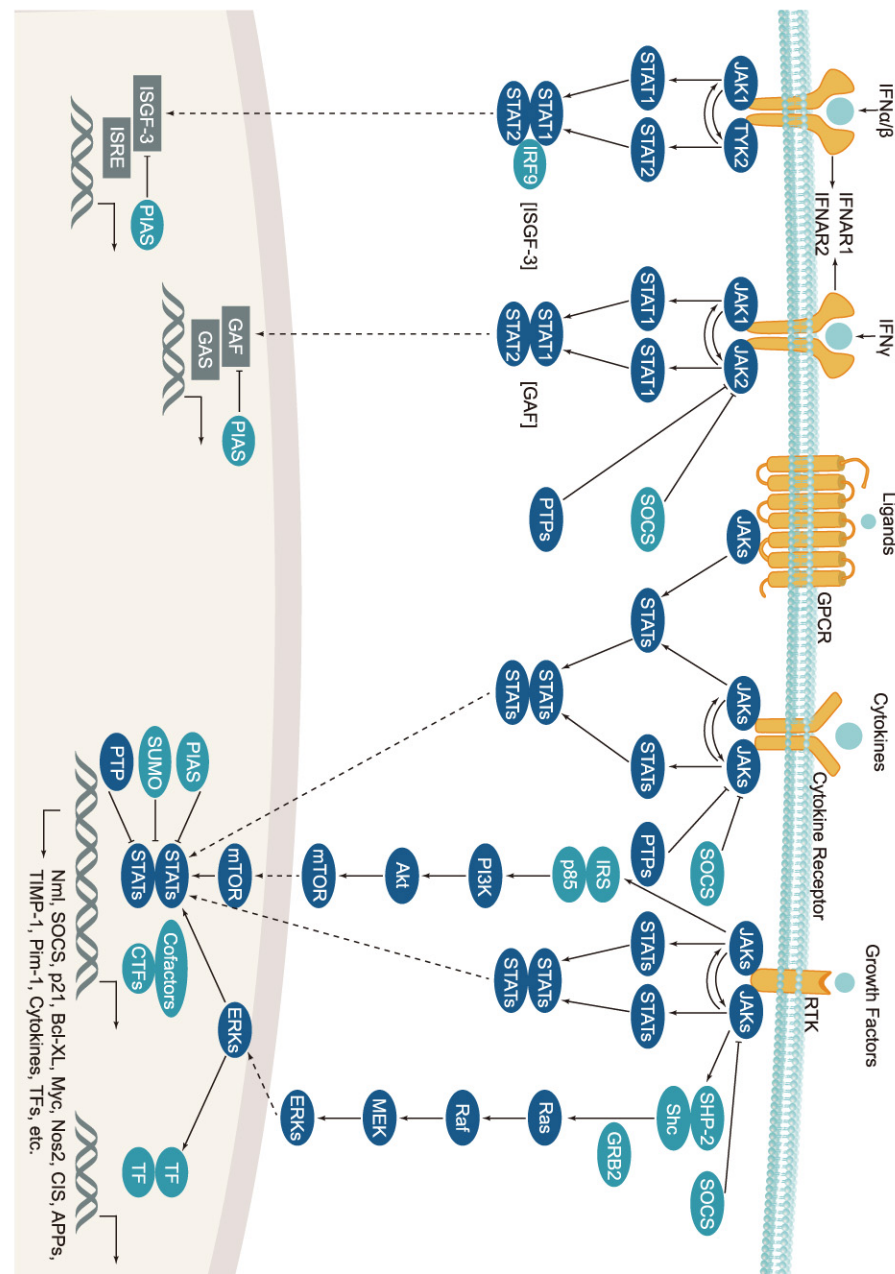 IFNα/β
IFNγ
Ligands
Cytokines
Growth Factors
IFNAR1
IFNAR2
GPCR
Cytokine Receptor
RTK
JAK1
TYK2
JAK1
JAK2
JAKs
JAKs
JAKs
JAKs
JAKs
SOCS
SHP-2
Shc
SOCS
STAT1
STAT2
STAT1
STAT1
SOCS
STATs
STATs
PTPs
STATs
STATs
IRS
p85
GRB2
STAT1
STAT2
IRF9
[ISGF-3]
STAT1
STAT2
[GAF]
PTPs
STATs
STATs
PI3K
STATs
STATs
Ras
Akt
Raf
mTOR
MEK
ERKs
mTOR
ERKs
ISGF-3
ISRE
PIAS
GAF
GAS
PIAS
PIAS
SUMO
PTP
STATs
STATs
Cofactors
CTFs
TF
TF
Nml, SOCS, p21, Bcl-XL, Myc, Nos2, CIS, APPs,
TIMP-1, Pim-1, Cytokines, TFs, etc.